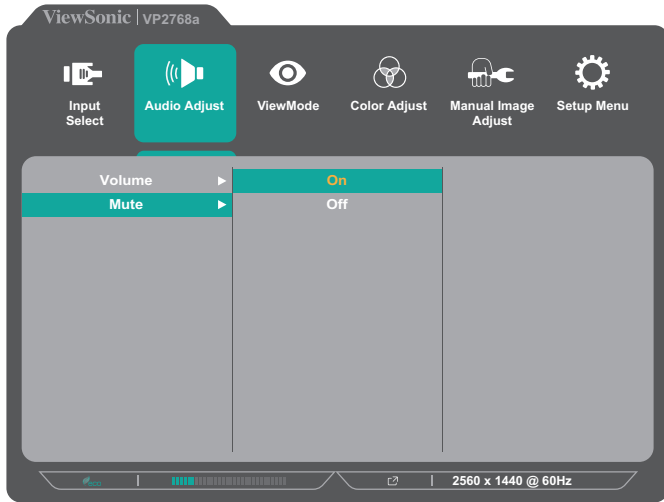 ViewSonic | VP2768a
Input
Select
Audio Adjust
ViewMode
Color Adjust
Manual Image
Adjust
Setup Menu
Volume
On
Mute
Off
eco
2560 x 1440 @ 60Hz